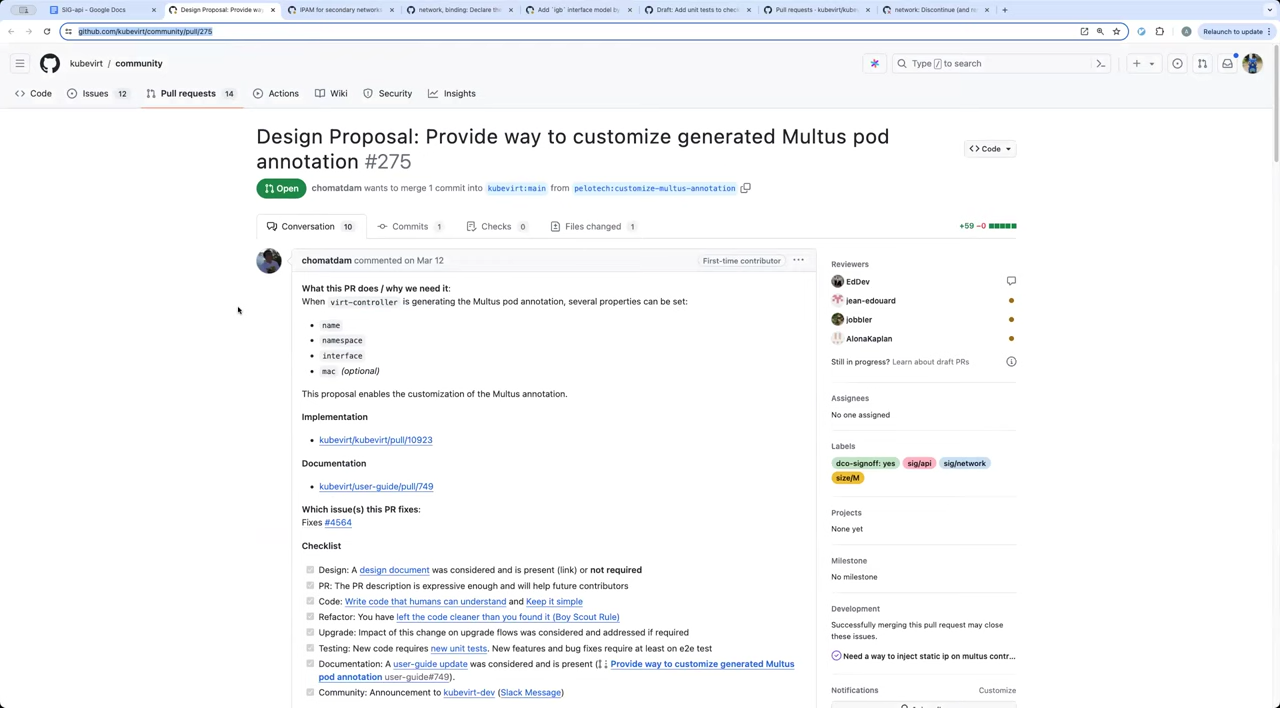 SIG-api - Google Docs
Design Proposal: Provide way
IPAM for secondary network
network, binding: Declare the
Add `igb` interface model by
Draft: Add unit tests to check
Pull requests · kubevirt/kubev
network: Discontinue (and re
github.com/kubevirt/community/pull/275
Relaunch to update
kubevirt / community
Type / to search
Code
Issues 12
Pull requests 14
Actions
Wiki
Security
Insights
Design Proposal: Provide way to customize generated Multus pod
annotation #275
Code
Open
chomatdam wants to merge 1 commit into kubevirt:main from pelotech:customize-multus-annotation
Conversation 10
Commits 1
Checks 0
Files changed 1
+59 −0
chomatdam commented on Mar 12
First-time contributor
What this PR does / why we need it:
When virt-controller is generating the Multus pod annotation, several properties can be set:
name
namespace
interface
mac (optional)
This proposal enables the customization of the Multus annotation.
Implementation
kubevirt/kubevirt/pull/10923
Documentation
kubevirt/user-guide/pull/749
Which issue(s) this PR fixes:
Fixes #4564
Checklist
Design: A design document was considered and is present (link) or not required
PR: The PR description is expressive enough and will help future contributors
Code: Write code that humans can understand and Keep it simple
Refactor: You have left the code cleaner than you found it (Boy Scout Rule)
Upgrade: Impact of this change on upgrade flows was considered and addressed if required
Testing: New code requires new unit tests. New features and bug fixes require at least on e2e test
Documentation: A user-guide update was considered and is present (Provide way to customize generated Multus
pod annotation user-guide#749).
Community: Announcement to kubevirt-dev (Slack Message)
Reviewers
EdDev
jean-edouard
jobbler
AlonaKaplan
Still in progress? Learn about draft PRs
Assignees
No one assigned
Labels
dco-signoff: yes
sig/api
sig/network
size/M
Projects
None yet
Milestone
No milestone
Development
Successfully merging this pull request may close
these issues.
Need a way to inject static ip on multus contr...
Notifications
Customize